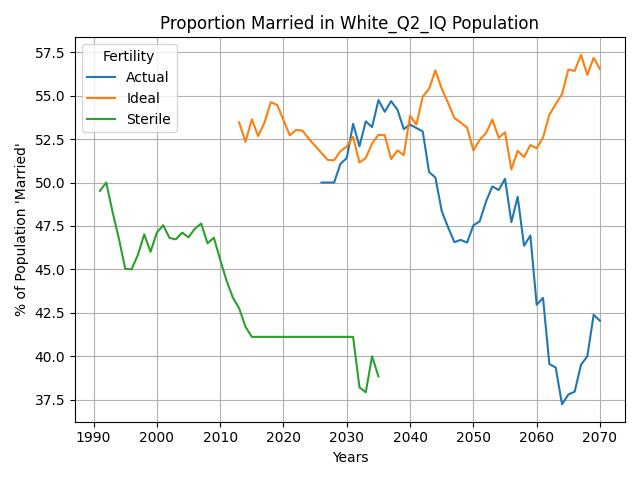 Proportion Married in White_Q2_IQ Population
Fertility
Actual
Ideal
Sterile
% of Population 'Married'
57.5
55.0
52.5
50.0
47.5
45.0
42.5
40.0
37.5
1990 2000 2010 2020 2030 2040 2050 2060 2070
Years